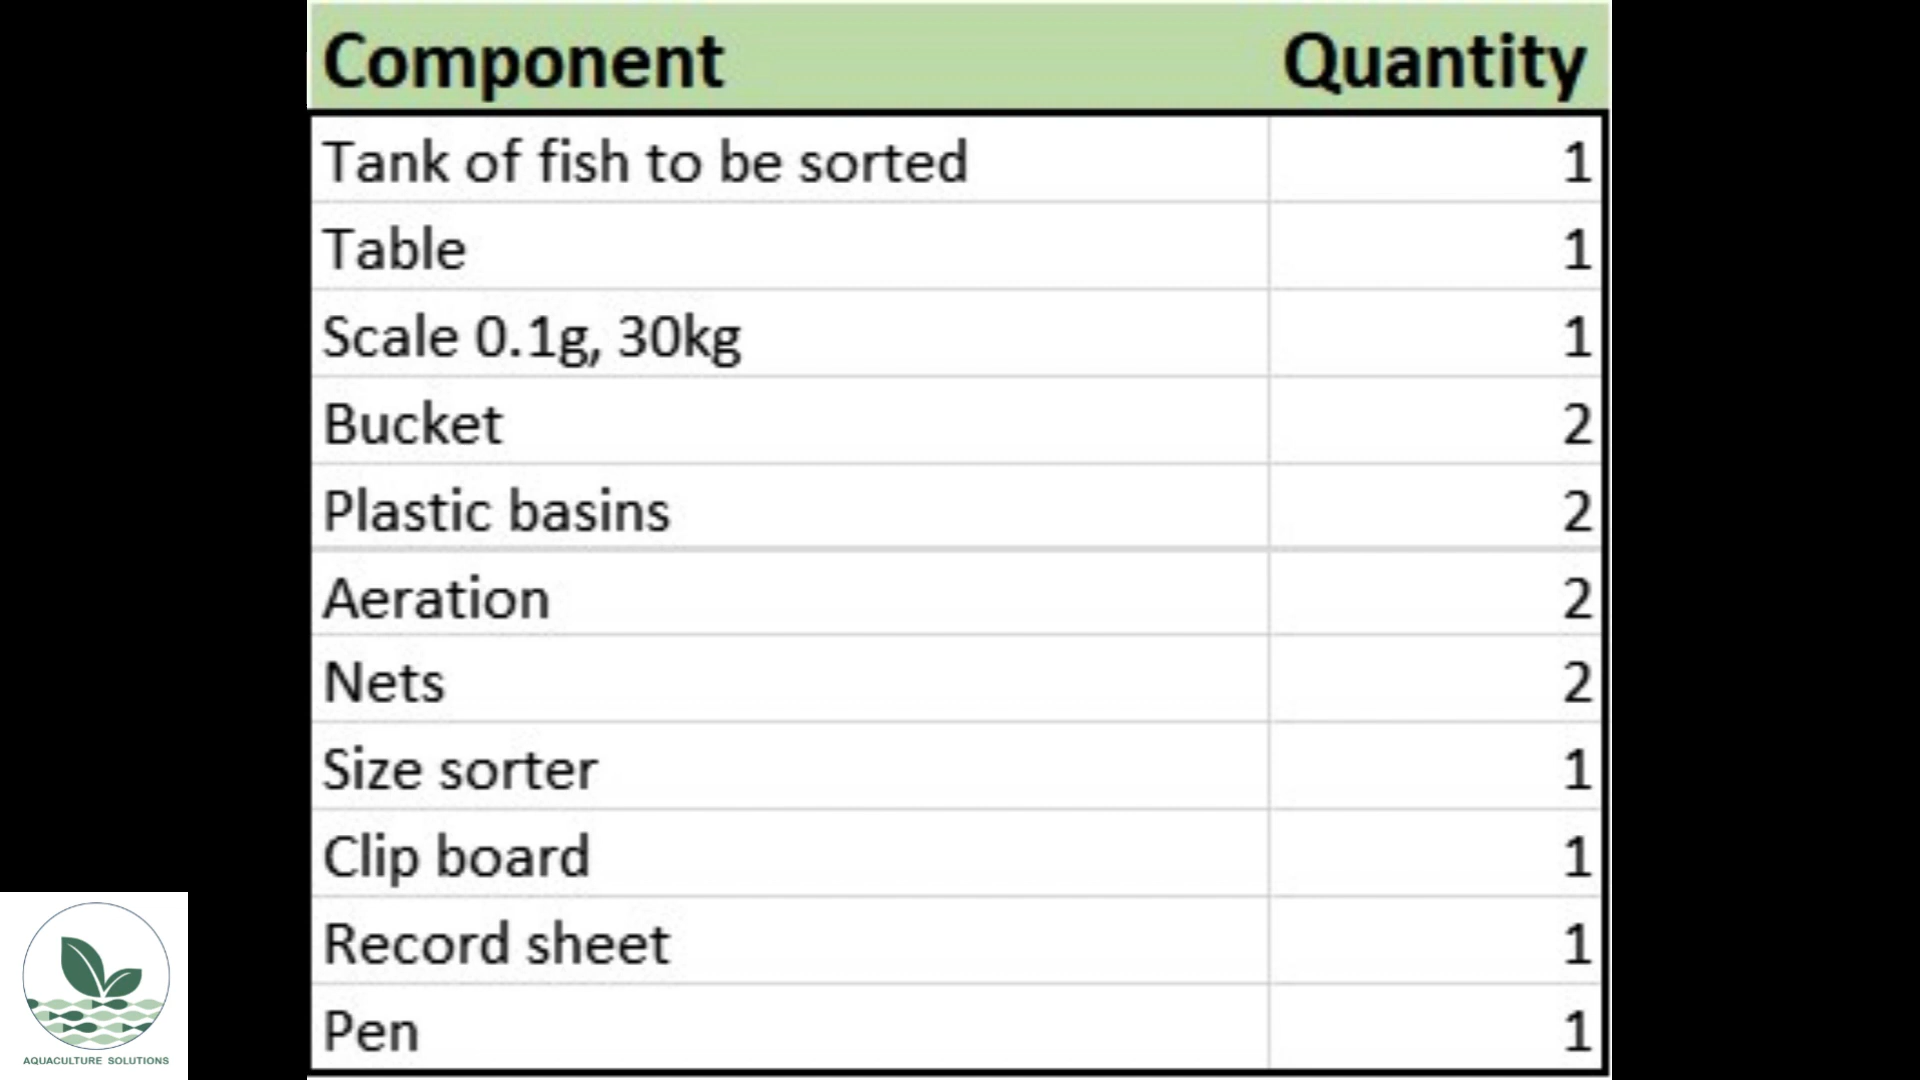 Component Quantity
Tank of fish to be sorted 1
Table 1
Scale 0.1g, 30kg 1
Bucket 2
Plastic basins 2
Aeration 2
Nets 2
Size sorter 1
Clip board 1
Record sheet 1
Pen 1
AQUACULTURE SOLUTIONS